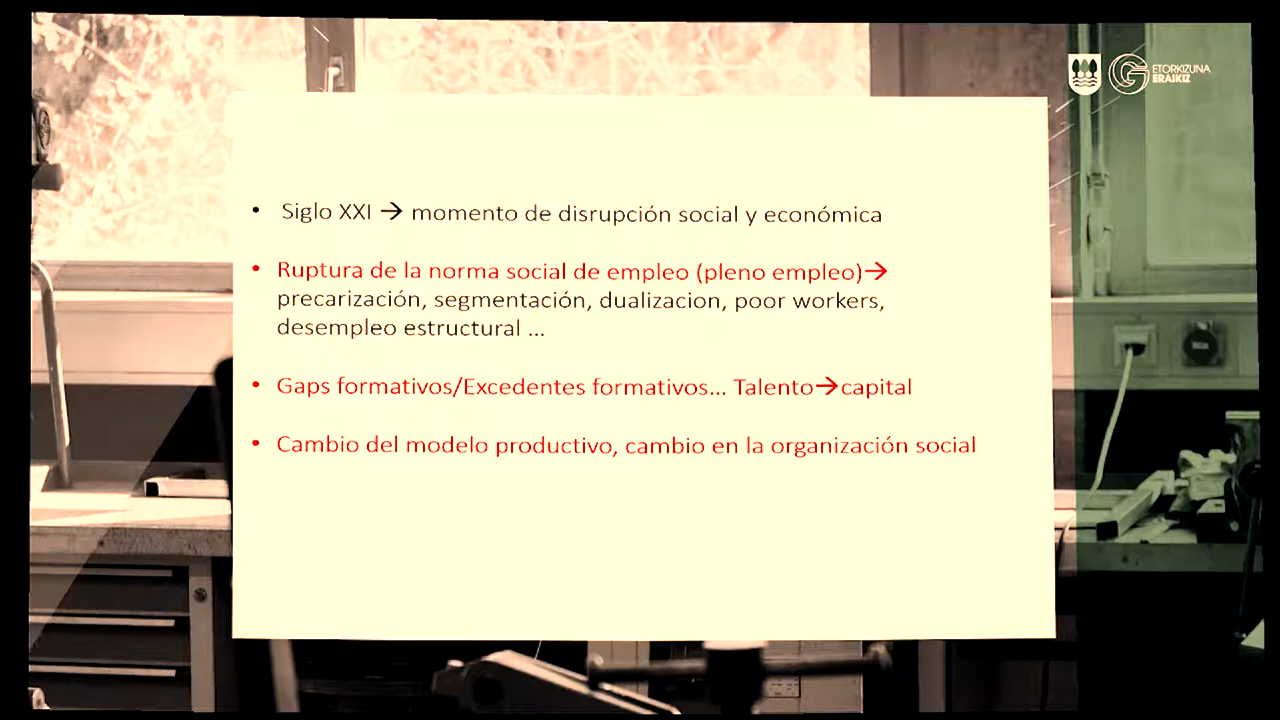 ETORKIZUNA
ERAIKIZ
• Siglo XXI → momento de disrupción social y económica
• Ruptura de la norma social de empleo (pleno empleo)→
precarización, segmentación, dualizacion, poor workers,
desempleo estructural ...
• Gaps formativos/Excedentes formativos... Talento→capital
• Cambio del modelo productivo, cambio en la organización social